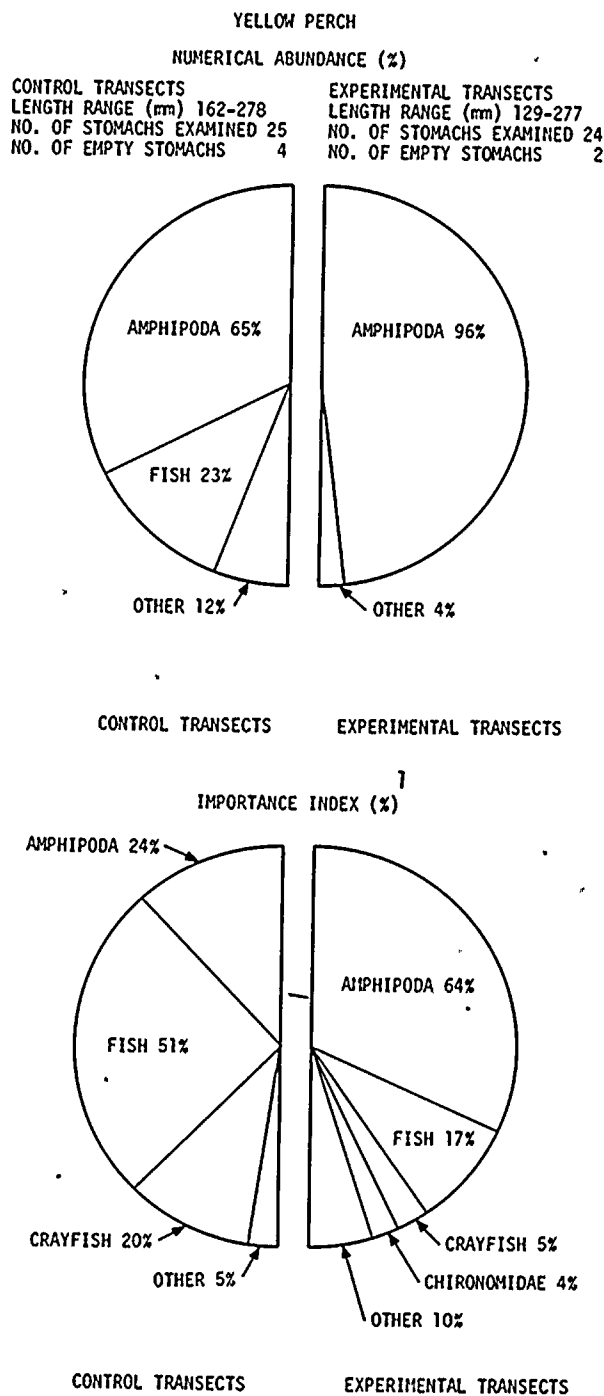 YELLOW PERCH
NUMERICAL ABUNDANCE (%)
CONTROL TRANSECTS
LENGTH RANGE (mm) 162-278
NO. OF STOMACHS EXAMINED 25
NO. OF EMPTY STOMACHS 4
EXPERIMENTAL TRANSECTS
LENGTH RANGE (mm) 129-277
NO. OF STOMACHS EXAMINED 24
NO. OF EMPTY STOMACHS 2
AMPHIPODA 65%
AMPHIPODA 96%
FISH 23%
OTHER 12%
OTHER 4%
CONTROL TRANSECTS
EXPERIMENTAL TRANSECTS
IMPORTANCE INDEX (%)1
AMPHIPODA 24%
AMPHIPODA 64%
FISH 51%
FISH 17%
CRAYFISH 20%
CRAYFISH 5%
OTHER 5%
CHIRONOMIDAE 4%
OTHER 10%
CONTROL TRANSECTS
EXPERIMENTAL TRANSECTS